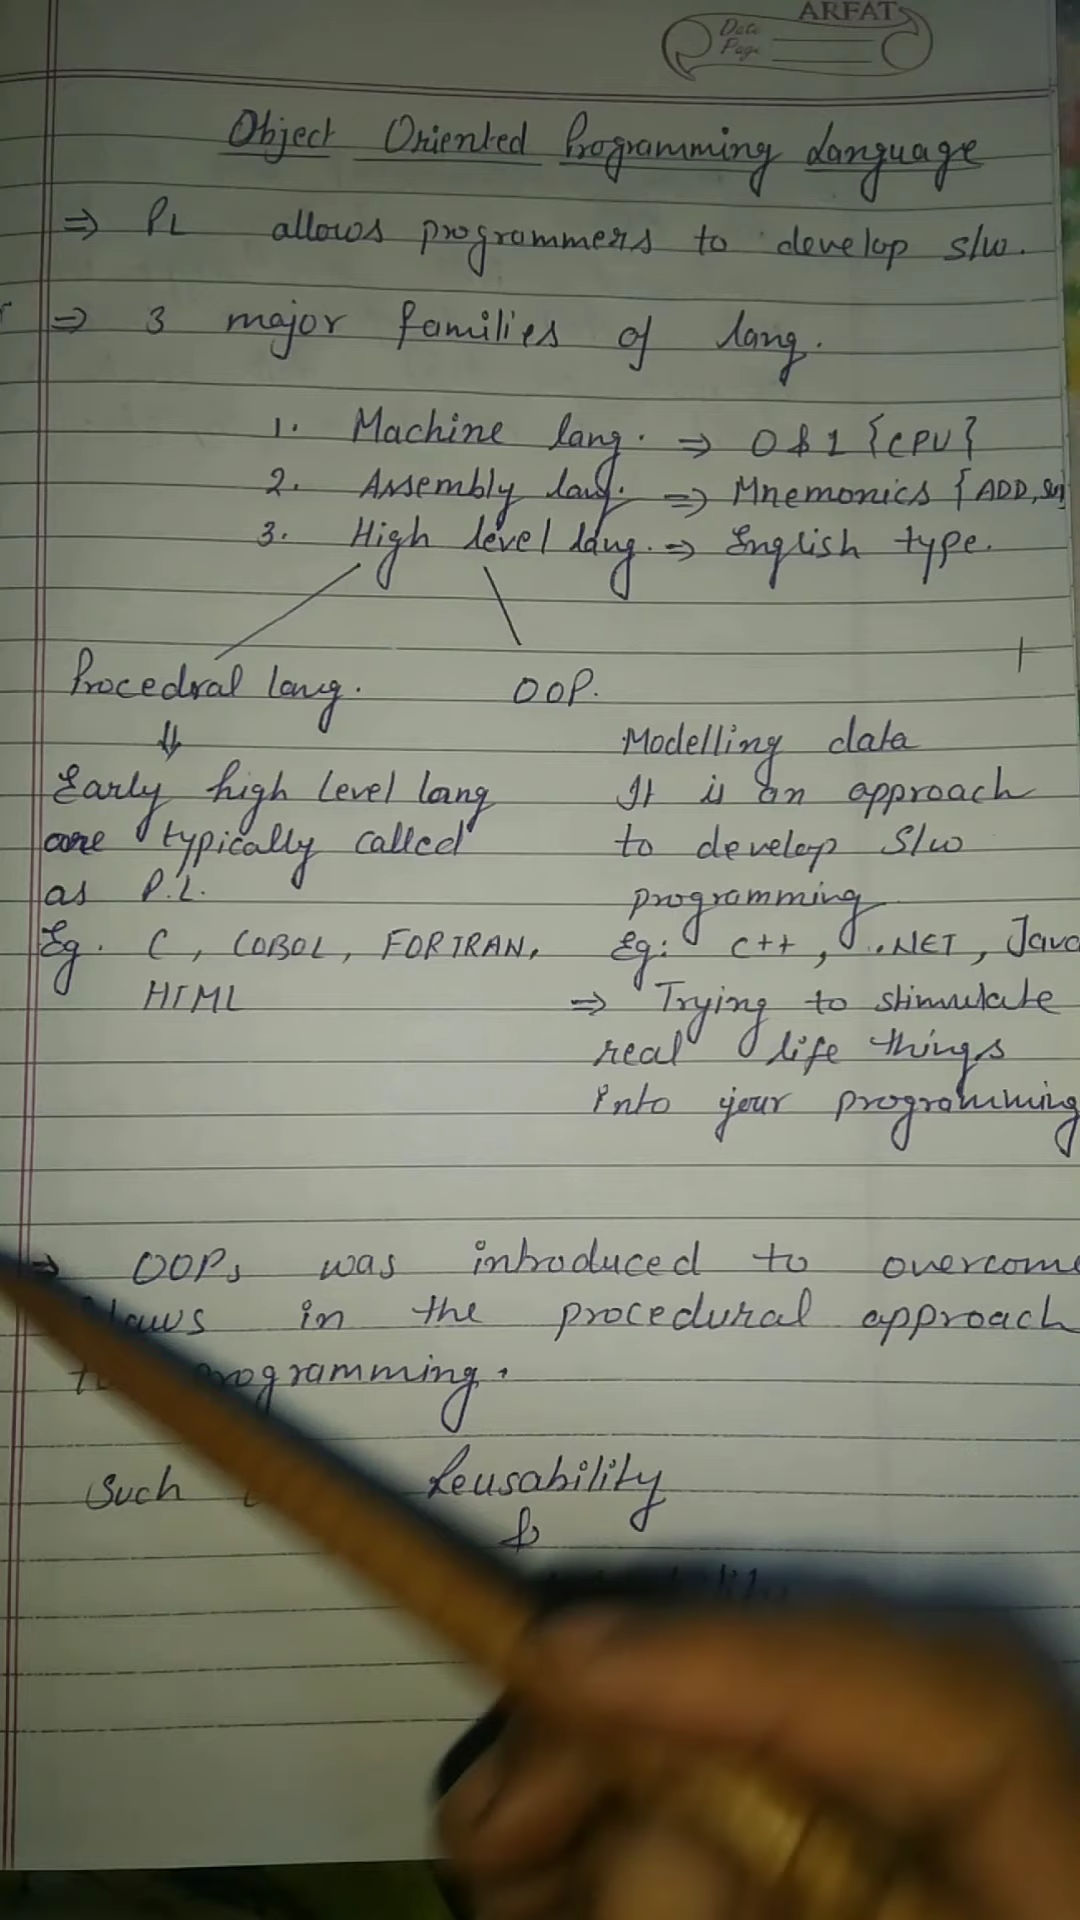 ARFAT
Date
Page
Object Oriented Programming Language
⇒ PL allows programmers to develop s/w.
⇒ 3 major families of lang.
1. Machine lang. ⇒ 0 & 1 {CPU}
2. Assembly lang. ⇒ Mnemonics {ADD,
3. High level lang. ⇒ English type.
Procedral lang. OOP.
Early high level lang
are typically called
as P.L.
Eg. C, COBOL, FORTRAN,
HTML
Modelling data
It is an approach
to develop S/w
programming
Eg: C++, .NET, Java
⇒ Trying to stimulate
real life things
into your programming
⇒ OOPs was introduced to overcome
in the procedural approach
Such Reusability
&